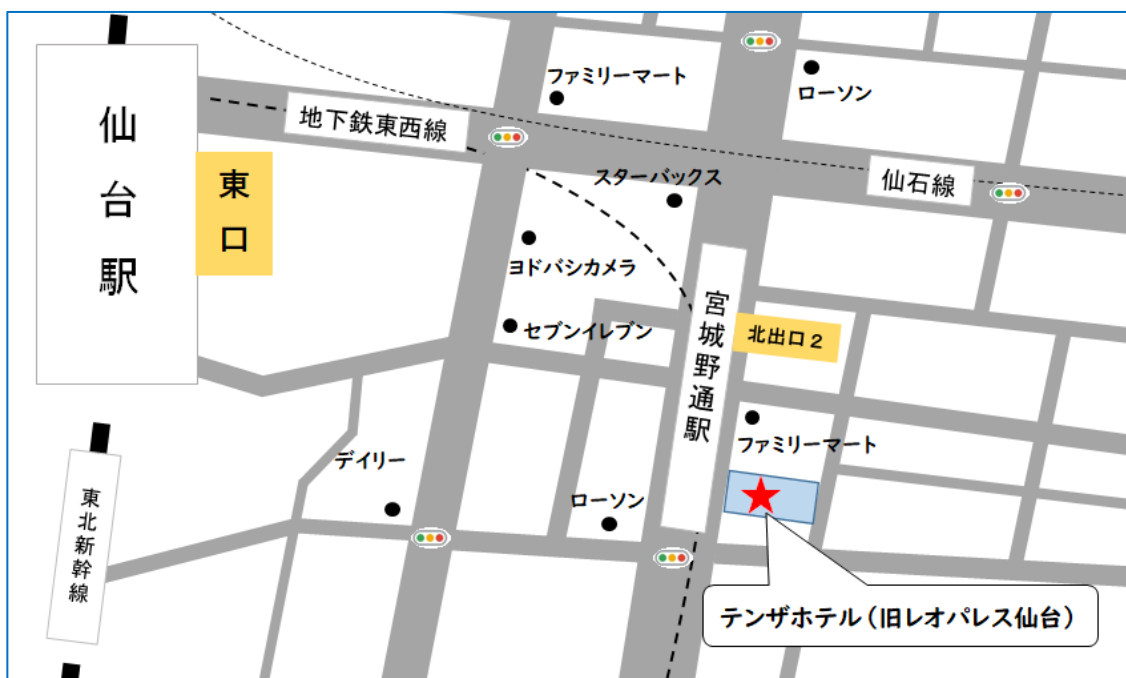 仙台駅
東口
地下鉄東西線
ファミリーマート
ローソン
スターバックス
仙石線
ヨドバシカメラ
セブンイレブン
宮城野通駅
北出口2
ファミリーマート
デイリー
ローソン
東北新幹線
テンザホテル(旧レオパレス仙台)